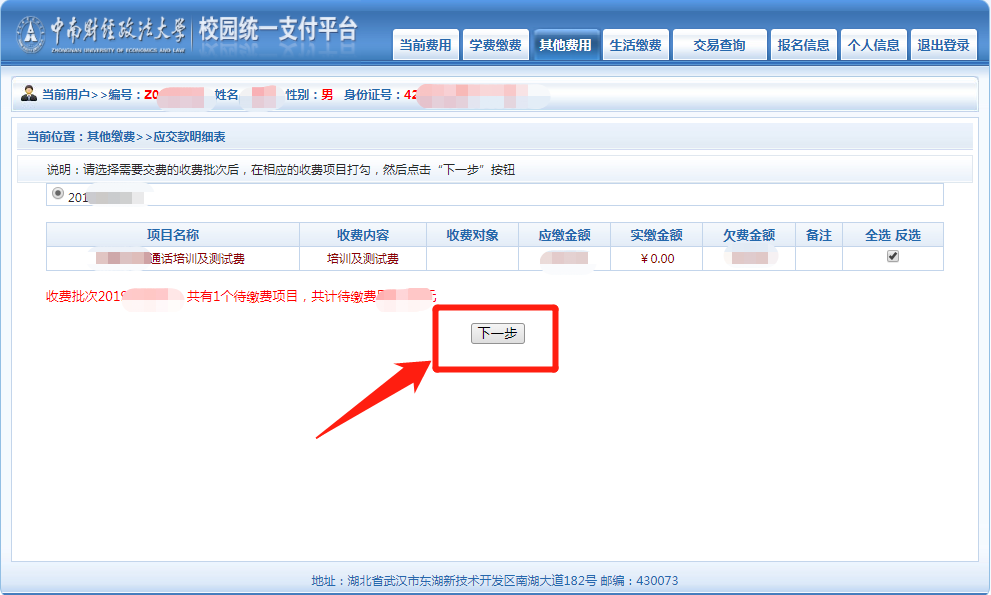 中南财经政法大学 校园统一支付平台
ZHONGNAN UNIVERSITY OF ECONOMICS AND LAW
当前费用 学费缴费 其他费用 生活缴费 交易查询 报名信息 个人信息 退出登录
当前用户>>编号：Z0 姓名 性别：男 身份证号：42
当前位置：其他缴费>>应交款明细表
说明：请选择需要交费的收费批次后，在相应的收费项目打勾，然后点击“下一步”按钮
201
项目名称 收费内容 收费对象 应缴金额 实缴金额 欠费金额 备注 全选 反选
通话培训及测试费 培训及测试费 ￥0.00
收费批次2019 共有1个待缴费项目，共计待缴费 元
下一步
地址：湖北省武汉市东湖新技术开发区南湖大道182号 邮编：430073